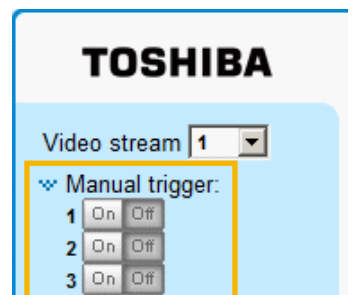 TOSHIBA
Video stream 1
Manual trigger:
1 On Off
2 On Off
3 On Off